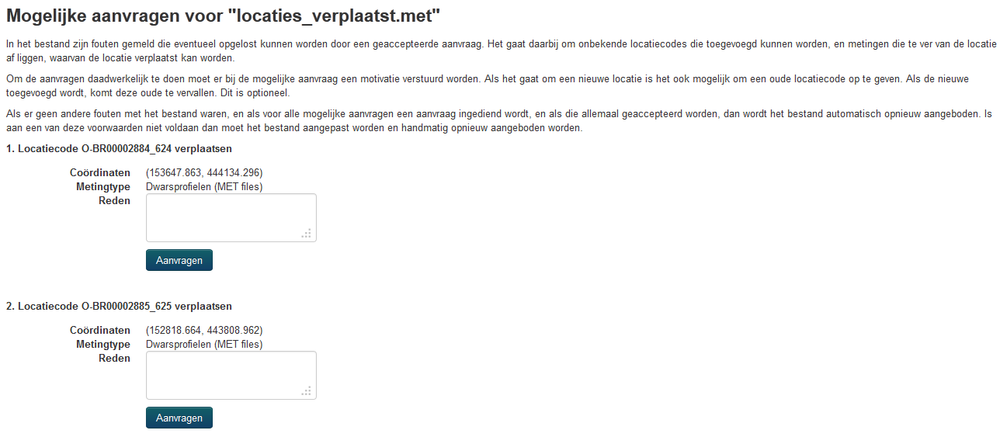 Mogelijke aanvragen voor "locaties_verplaatst.met"
In het bestand zijn fouten gemeld die eventueel opgelost kunnen worden door een geaccepteerde aanvraag. Het gaat daarbij om onbekende locatiecodes die toegevoegd kunnen worden, en metingen die te ver van de locatie
af liggen, waarvan de locatie verplaatst kan worden.
Om de aanvragen daadwerkelijk te doen moet er bij de mogelijke aanvraag een motivatie verstuurd worden. Als het gaat om een nieuwe locatie is het ook mogelijk om een oude locatiecode op te geven. Als de nieuwe
toegevoegd wordt, komt deze oude te vervallen. Dit is optioneel.
Als er geen andere fouten met het bestand waren, en als voor alle mogelijke aanvragen een aanvraag ingediend wordt, en als die allemaal geaccepteerd worden, dan wordt het bestand automatisch opnieuw aangeboden. Is
aan een van deze voorwaarden niet voldaan dan moet het bestand aangepast worden en handmatig opnieuw aangeboden worden.
1. Locatiecode O-BR00002884_624 verplaatsen
Coördinaten (153647.863, 444134.296)
Metingtype Dwarsprofielen (MET files)
Reden
Aanvragen
2. Locatiecode O-BR00002885_625 verplaatsen
Coördinaten (152818.664, 443808.962)
Metingtype Dwarsprofielen (MET files)
Reden
Aanvragen